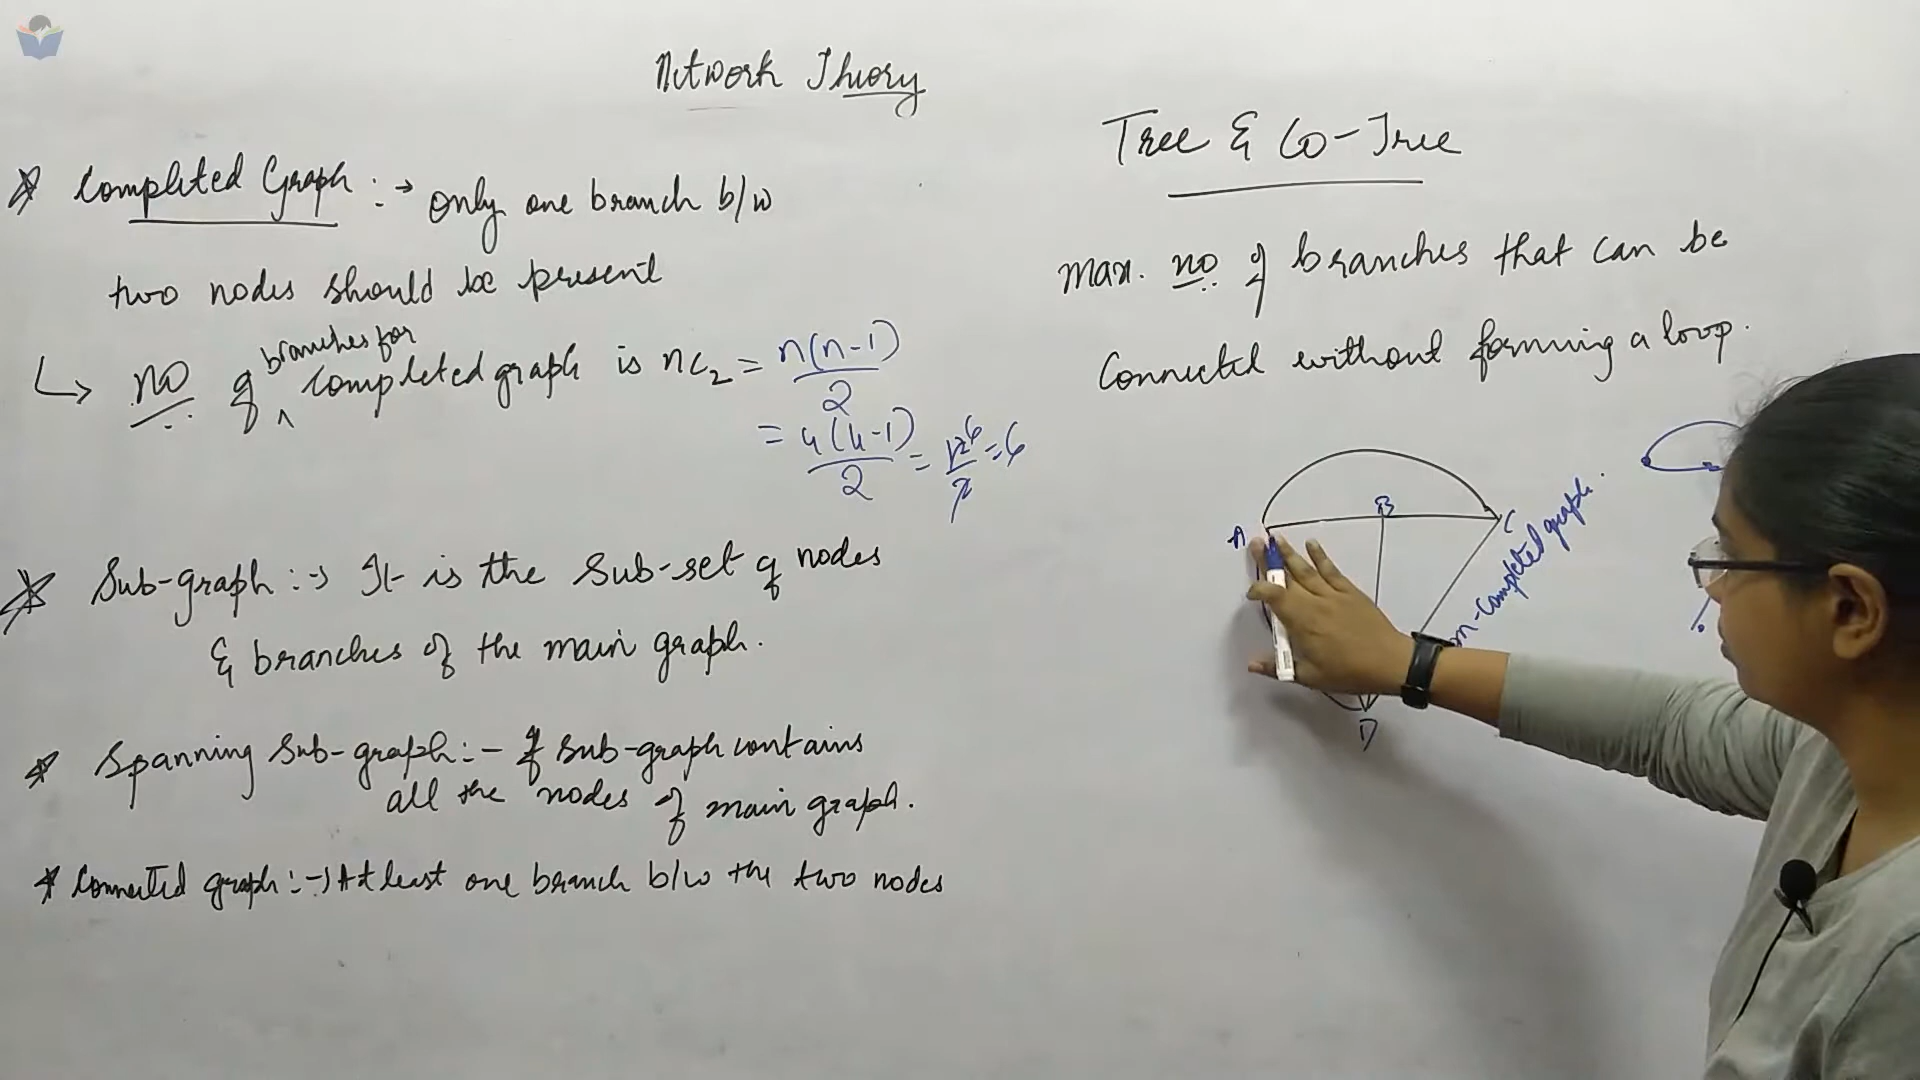 Network Theory
* Completed Graph :→ Only one branch b/w
two nodes should be present
↳ no of ^ branches for completed graph is nC₂ = n(n-1)/2
= 4(4-1)/2 = 12/2 6 = 6
* Sub-graph :→ It is the Sub-set of nodes
& branches of the main graph.
* Spanning Sub-graph :- If sub-graph contains
all the nodes of main graph.
* Connected graph :→ At least one branch b/w the two nodes
Tree & Co-Tree
Max. no of branches that can be
Connected without forming a loop.
A B C
D
completed graph.